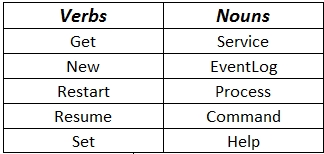 Verbs Nouns
Get Service
New EventLog
Restart Process
Resume Command
Set Help